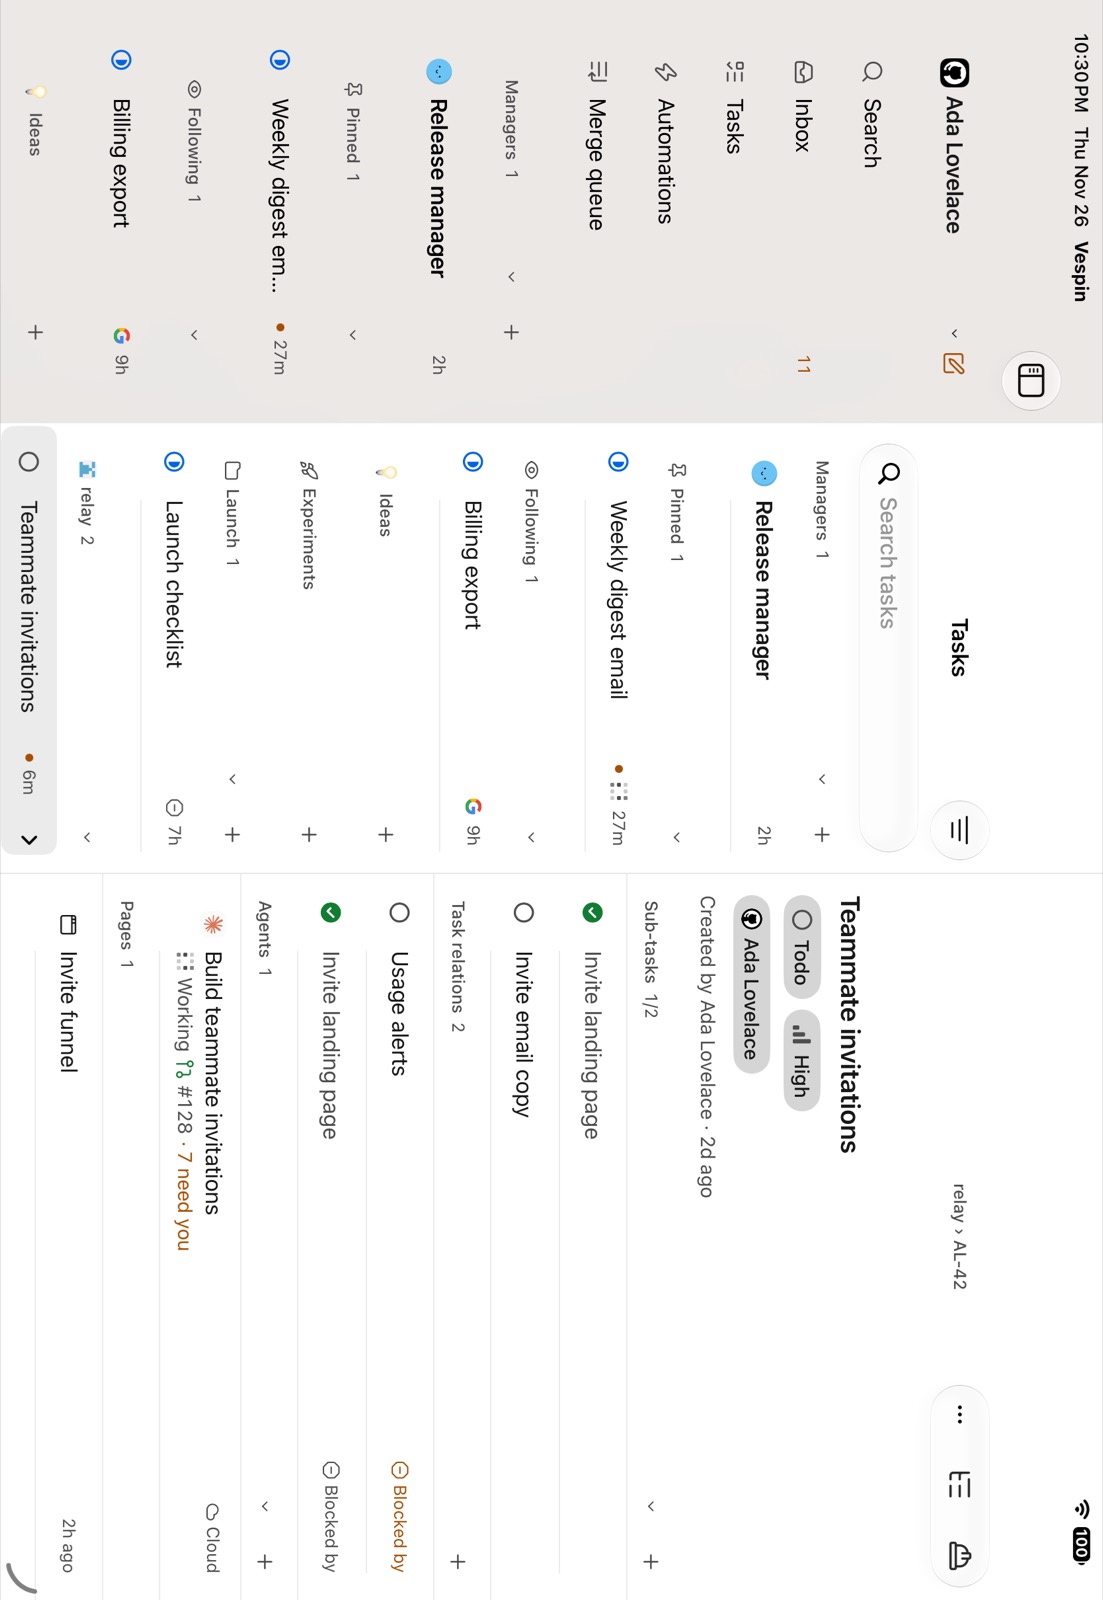 10:30 PM Thu Nov 26 Vespin
100
Ada Lovelace
Search
Inbox 11
Tasks
Automations
Merge queue
Managers 1
Release manager 2h
Pinned 1
Weekly digest em... 27m
Following 1
Billing export 9h
Ideas
Tasks
Search tasks
Managers 1
Release manager 2h
Pinned 1
Weekly digest email 27m
Following 1
Billing export 9h
Ideas
Experiments
Launch 1
Launch checklist 7h
relay 2
Teammate invitations 6m
relay › AL-42
Teammate invitations
Todo High
Ada Lovelace
Created by Ada Lovelace · 2d ago
Sub-tasks 1/2
Invite landing page
Invite email copy
Task relations 2
Usage alerts Blocked by
Invite landing page Blocked by
Agents 1
Build teammate invitations Cloud
Working #128 · 7 need you
Pages 1
Invite funnel 2h ago